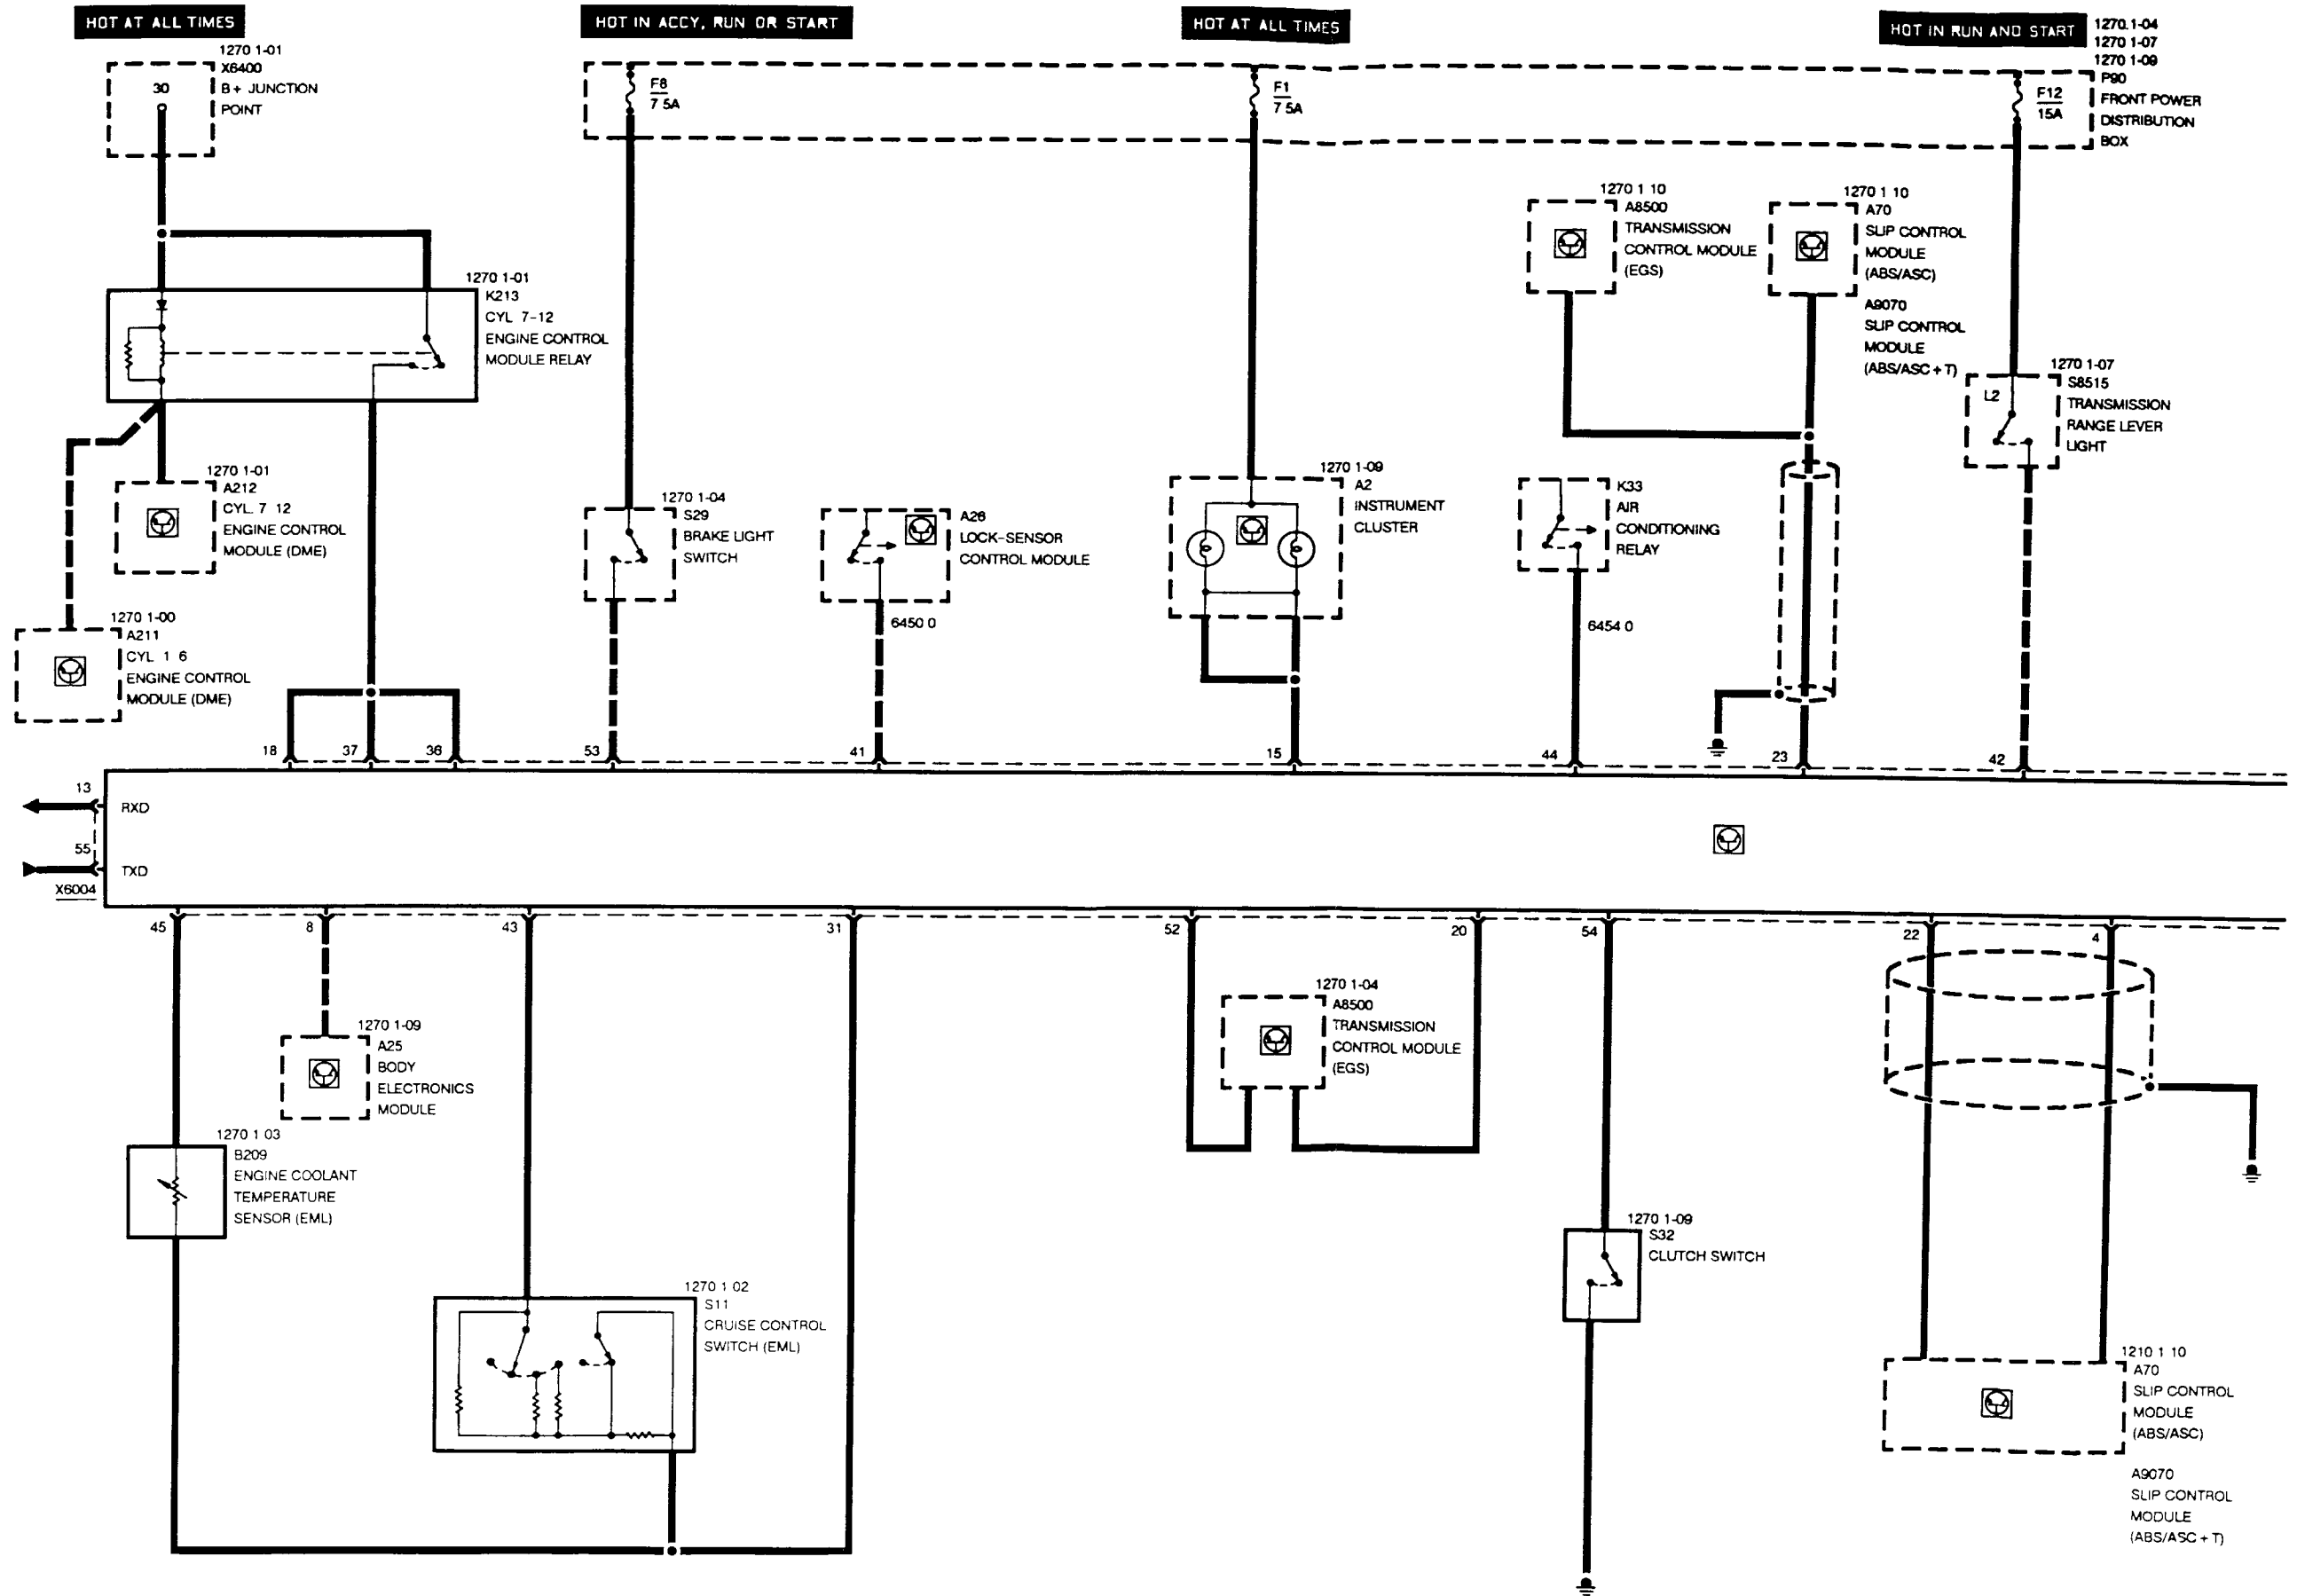 HOT AT ALL TIMES
HOT IN ACCY, RUN OR START
HOT AT ALL TIMES
HOT IN RUN AND START
1270.1-04
1270 1-07
1270 1-09
P90
FRONT POWER
DISTRIBUTION
BOX
1270 1-01
X6400
B+ JUNCTION
POINT
30
F8
7 5A
F1
7 5A
F12
15A
1270 1 10
A8500
TRANSMISSION
CONTROL MODULE
(EGS)
1270 1 10
A70
SLIP CONTROL
MODULE
(ABS/ASC)
A9070
SLIP CONTROL
MODULE
(ABS/ASC + T)
1270 1-01
K213
CYL 7-12
ENGINE CONTROL
MODULE RELAY
1270 1-07
S8515
TRANSMISSION
RANGE LEVER
LIGHT
L2
1270 1-01
A212
CYL. 7 12
ENGINE CONTROL
MODULE (DME)
1270 1-04
S29
BRAKE LIGHT
SWITCH
A26
LOCK-SENSOR
CONTROL MODULE
6450 0
1270 1-09
A2
INSTRUMENT
CLUSTER
K33
AIR
CONDITIONING
RELAY
6454 0
1270 1-00
A211
CYL 1 6
ENGINE CONTROL
MODULE (DME)
18
37
36
53
41
15
44
23
42
13
RXD
55
TXD
X6004
45
8
43
31
52
20
54
22
4
1270 1-09
A25
BODY
ELECTRONICS
MODULE
1270 1-04
A8500
TRANSMISSION
CONTROL MODULE
(EGS)
1270 1 03
B209
ENGINE COOLANT
TEMPERATURE
SENSOR (EML)
1270 1-09
S32
CLUTCH SWITCH
1270 1 02
S11
CRUISE CONTROL
SWITCH (EML)
1210 1 10
A70
SLIP CONTROL
MODULE
(ABS/ASC)
A9070
SLIP CONTROL
MODULE
(ABS/ASC + T)